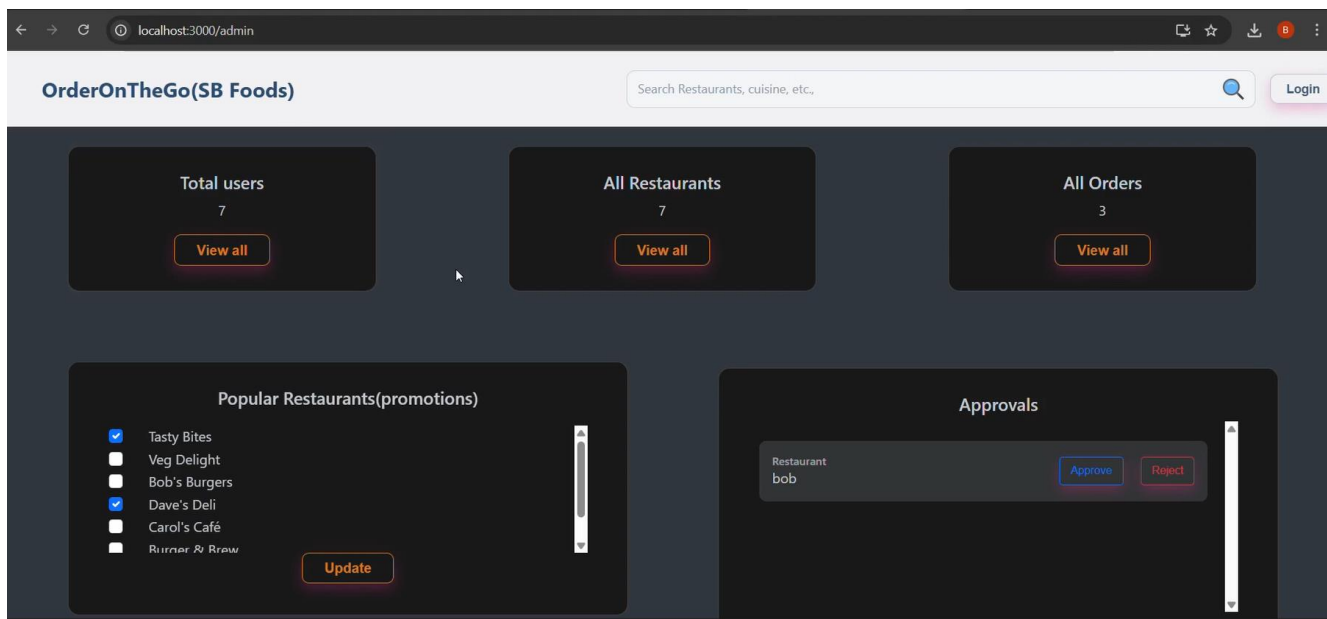 localhost:3000/admin
B
OrderOnTheGo(SB Foods)
Search Restaurants, cuisine, etc.,
Login
Total users
7
View all
All Restaurants
7
View all
All Orders
3
View all
Popular Restaurants(promotions)
Tasty Bites
Veg Delight
Bob's Burgers
Dave's Deli
Carol's Café
Burger & Brew
Update
Approvals
Restaurant
bob
Approve
Reject